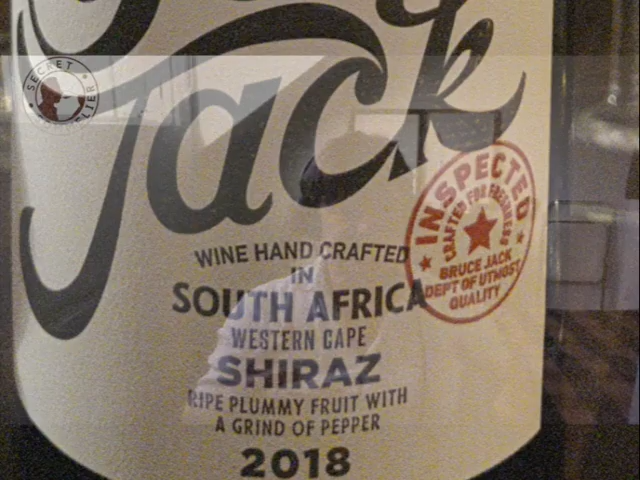 Jack
SECRET
INSPECTED
CRAFTED FOR FRESHNESS
BRUCE JACK
DEPT OF UTMOST
QUALITY
WINE HAND CRAFTED
IN
SOUTH AFRICA
WESTERN CAPE
SHIRAZ
RIPE PLUMMY FRUIT WITH
A GRIND OF PEPPER
2018